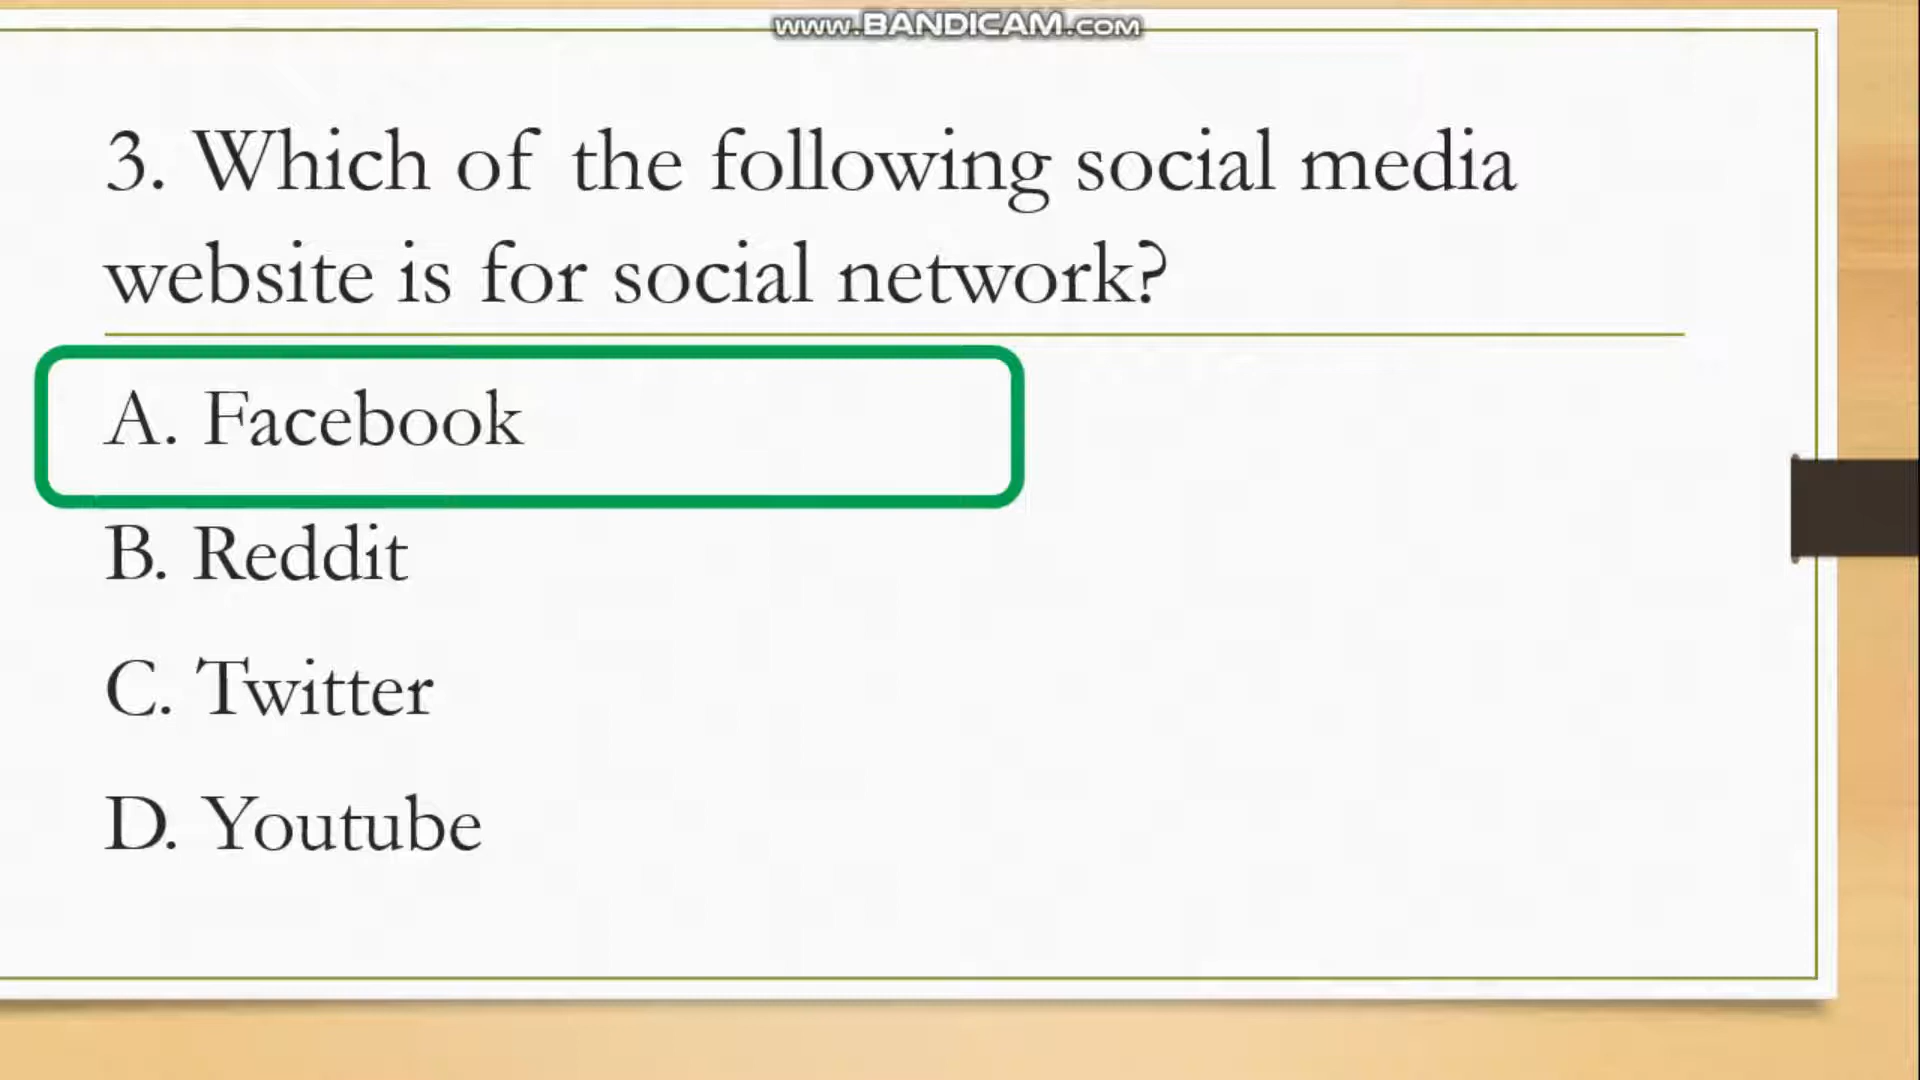 www.BANDICAM.com
3. Which of the following social media
website is for social network?
A. Facebook
B. Reddit
C. Twitter
D. Youtube